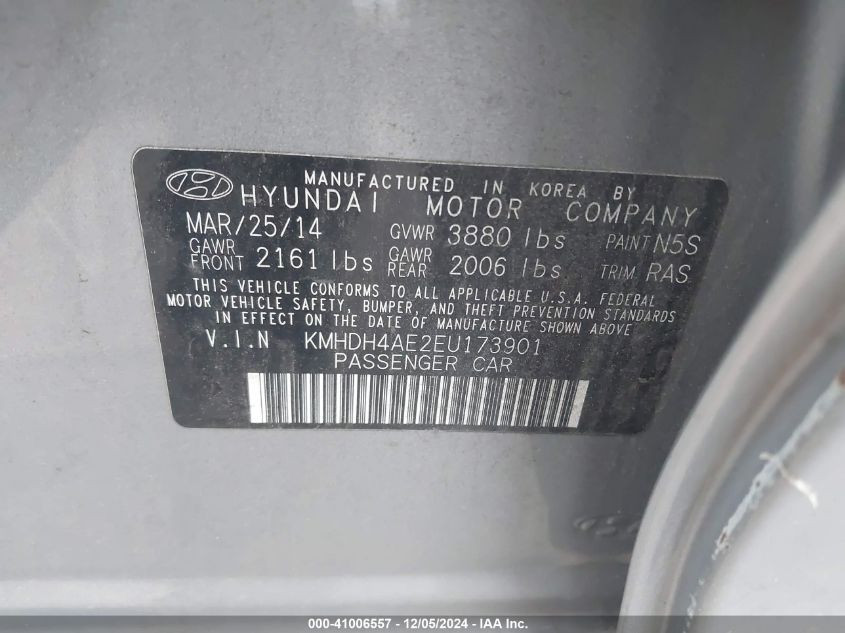 MANUFACTURED IN KOREA BY
HYUNDAI MOTOR COMPANY
MAR/25/14 GVWR 3880 lbs PAINT N5S
GAWR FRONT 2161 lbs GAWR REAR 2006 lbs TRIM RAS
THIS VEHICLE CONFORMS TO ALL APPLICABLE U.S.A. FEDERAL
MOTOR VEHICLE SAFETY, BUMPER, AND THEFT PREVENTION STANDARDS
IN EFFECT ON THE DATE OF MANUFACTURE SHOWN ABOVE
V.I.N KMHDH4AE2EU173901
PASSENGER CAR
000-41006557 - 12/05/2024 - IAA Inc.